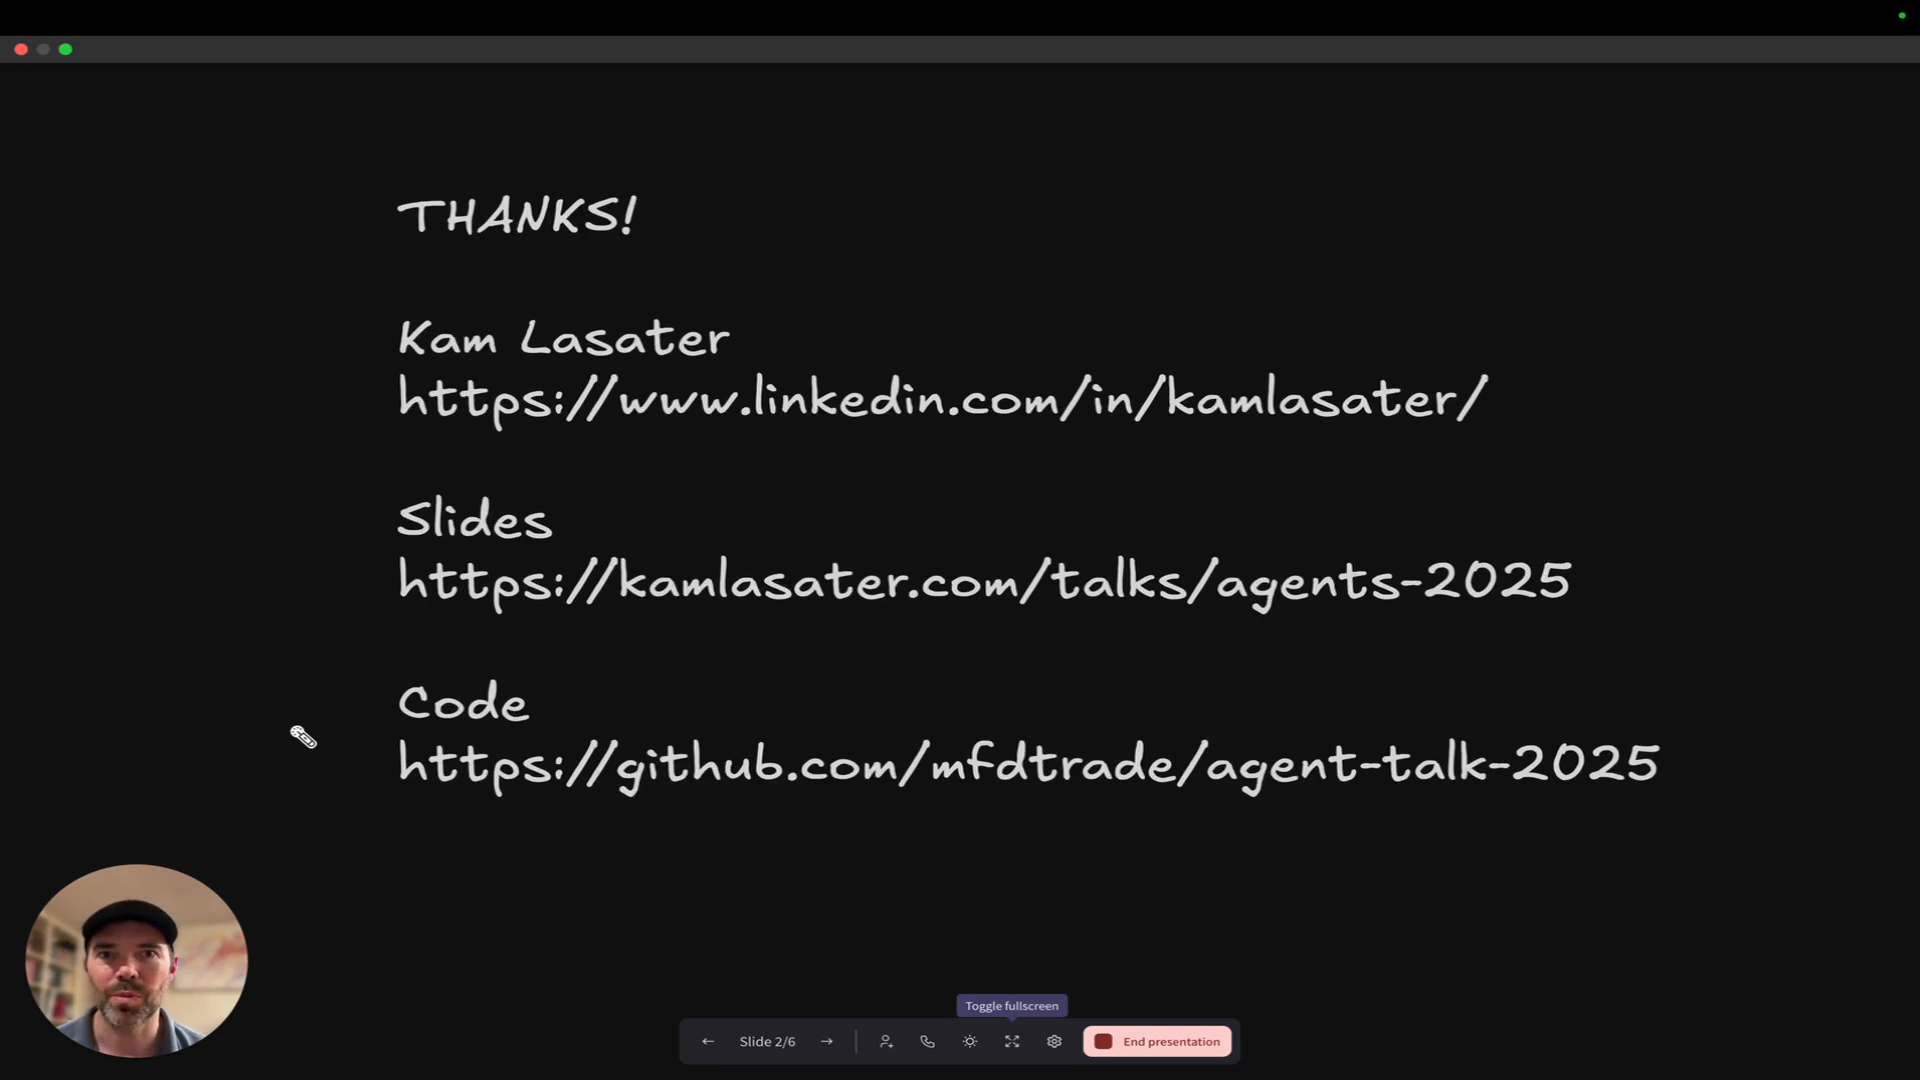 THANKS!
Kam Lasater
https://www.linkedin.com/in/kamlasater/
Slides
https://kamlasater.com/talks/agents-2025
Code
https://github.com/mfdtrade/agent-talk-2025
Toggle fullscreen
Slide 2/6
End presentation